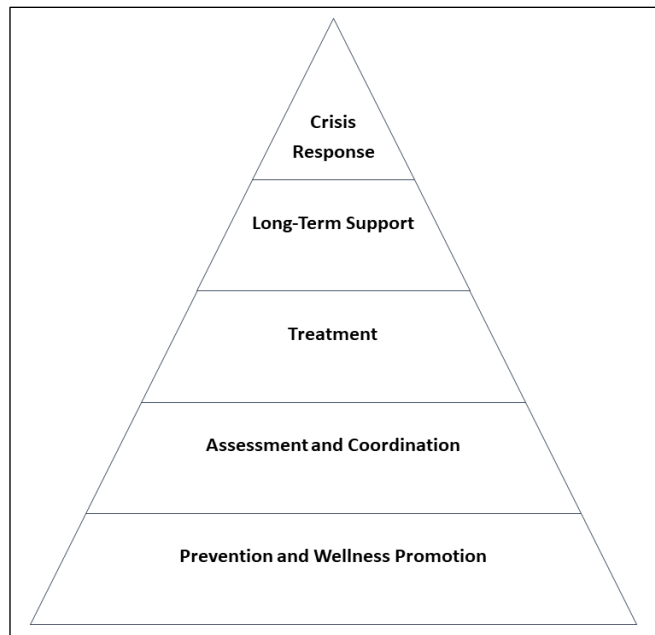 Crisis
Response
Long-Term Support
Treatment
Assessment and Coordination
Prevention and Wellness Promotion